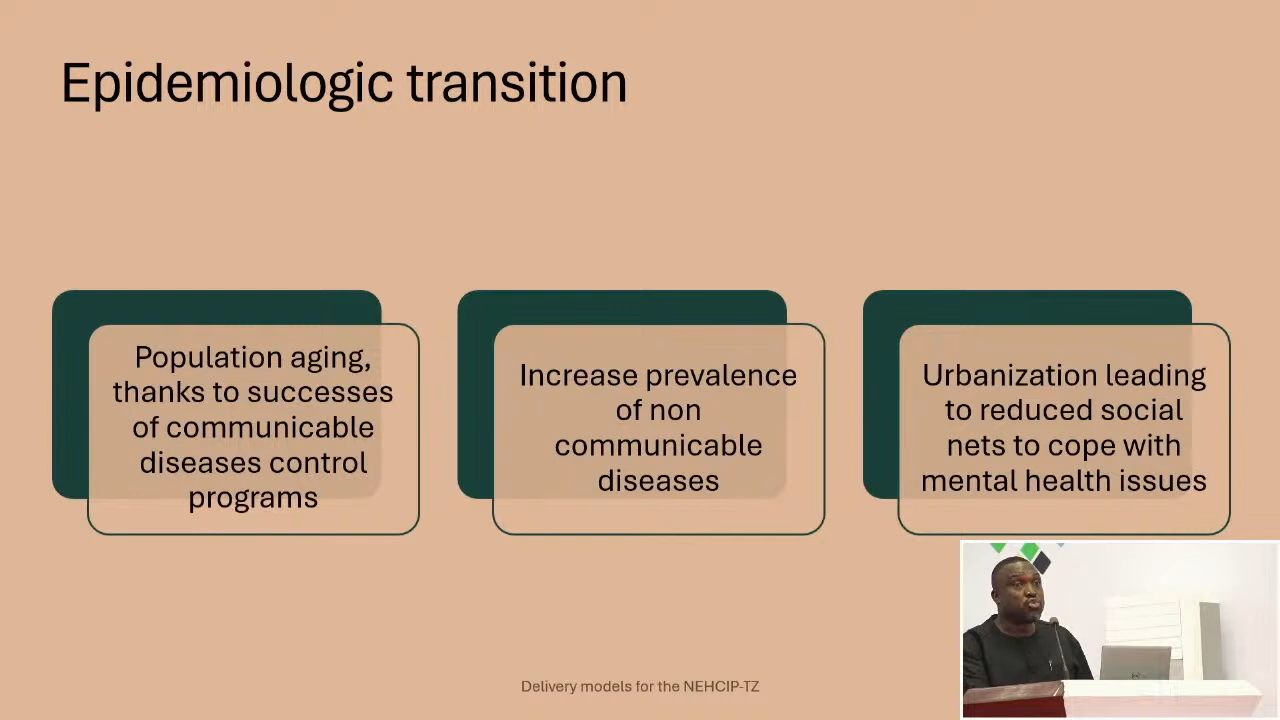 Epidemiologic transition
Population aging,
thanks to successes
of communicable
diseases control
programs
Increase prevalence
of non
communicable
diseases
Urbanization leading
to reduced social
nets to cope with
mental health issues
Delivery models for the NEHCIP-TZ